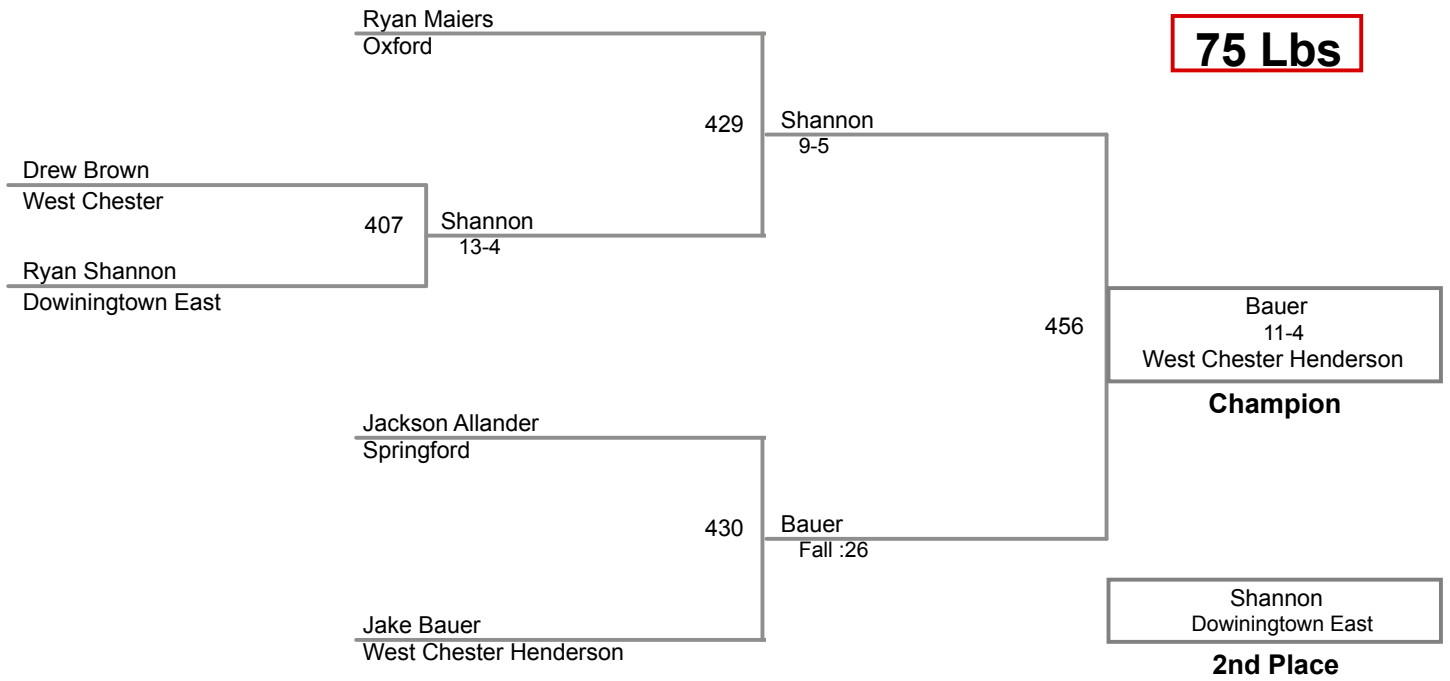 Ryan Maiers
Oxford
75 Lbs
429
Shannon
9-5
Drew Brown
West Chester
407
Shannon
13-4
Ryan Shannon
Dowiningtown East
456
Bauer
11-4
West Chester Henderson
Champion
Jackson Allander
Springford
430
Bauer
Fall :26
Jake Bauer
West Chester Henderson
Shannon
Dowiningtown East
2nd Place